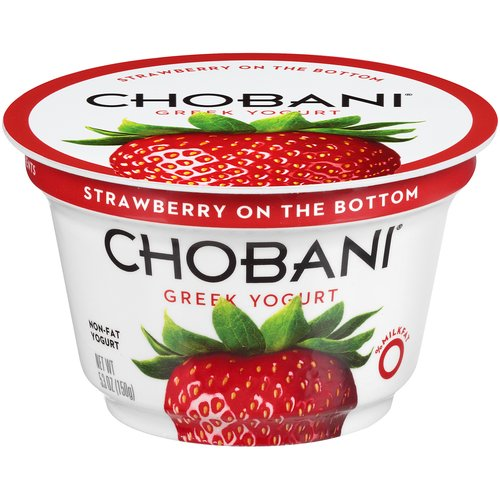 STRAWBERRY ON THE BOTTOM
CHOBANI®
GREEK YOGURT
STRAWBERRY ON THE BOTTOM
CHOBANI®
GREEK YOGURT
NON-FAT
YOGURT
NET WT
5.3 OZ (150g)
0% MILKFAT